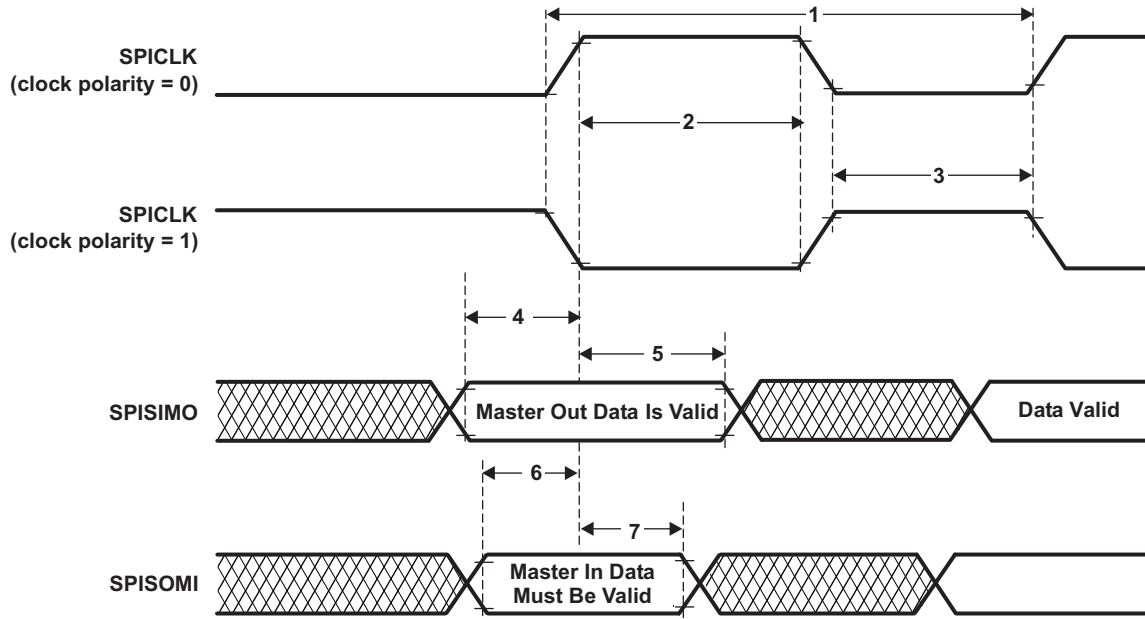 1
SPICLK
(clock polarity = 0)
2
3
SPICLK
(clock polarity = 1)
4
5
SPISIMO
Master Out Data Is Valid
Data Valid
6
7
SPISOMI
Master In Data
Must Be Valid